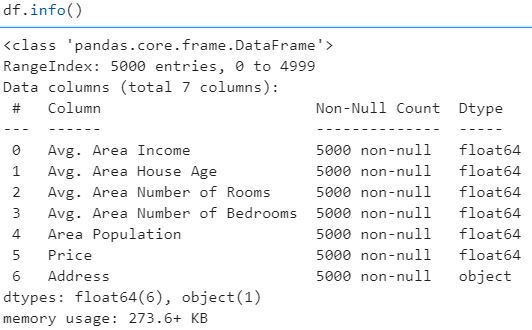 df.info()
<class 'pandas.core.frame.DataFrame'>
RangeIndex: 5000 entries, 0 to 4999
Data columns (total 7 columns):
 #   Column                        Non-Null Count  Dtype
---  ------                        --------------  -----
 0   Avg. Area Income              5000 non-null   float64
 1   Avg. Area House Age           5000 non-null   float64
 2   Avg. Area Number of Rooms     5000 non-null   float64
 3   Avg. Area Number of Bedrooms  5000 non-null   float64
 4   Area Population               5000 non-null   float64
 5   Price                         5000 non-null   float64
 6   Address                       5000 non-null   object
dtypes: float64(6), object(1)
memory usage: 273.6+ KB